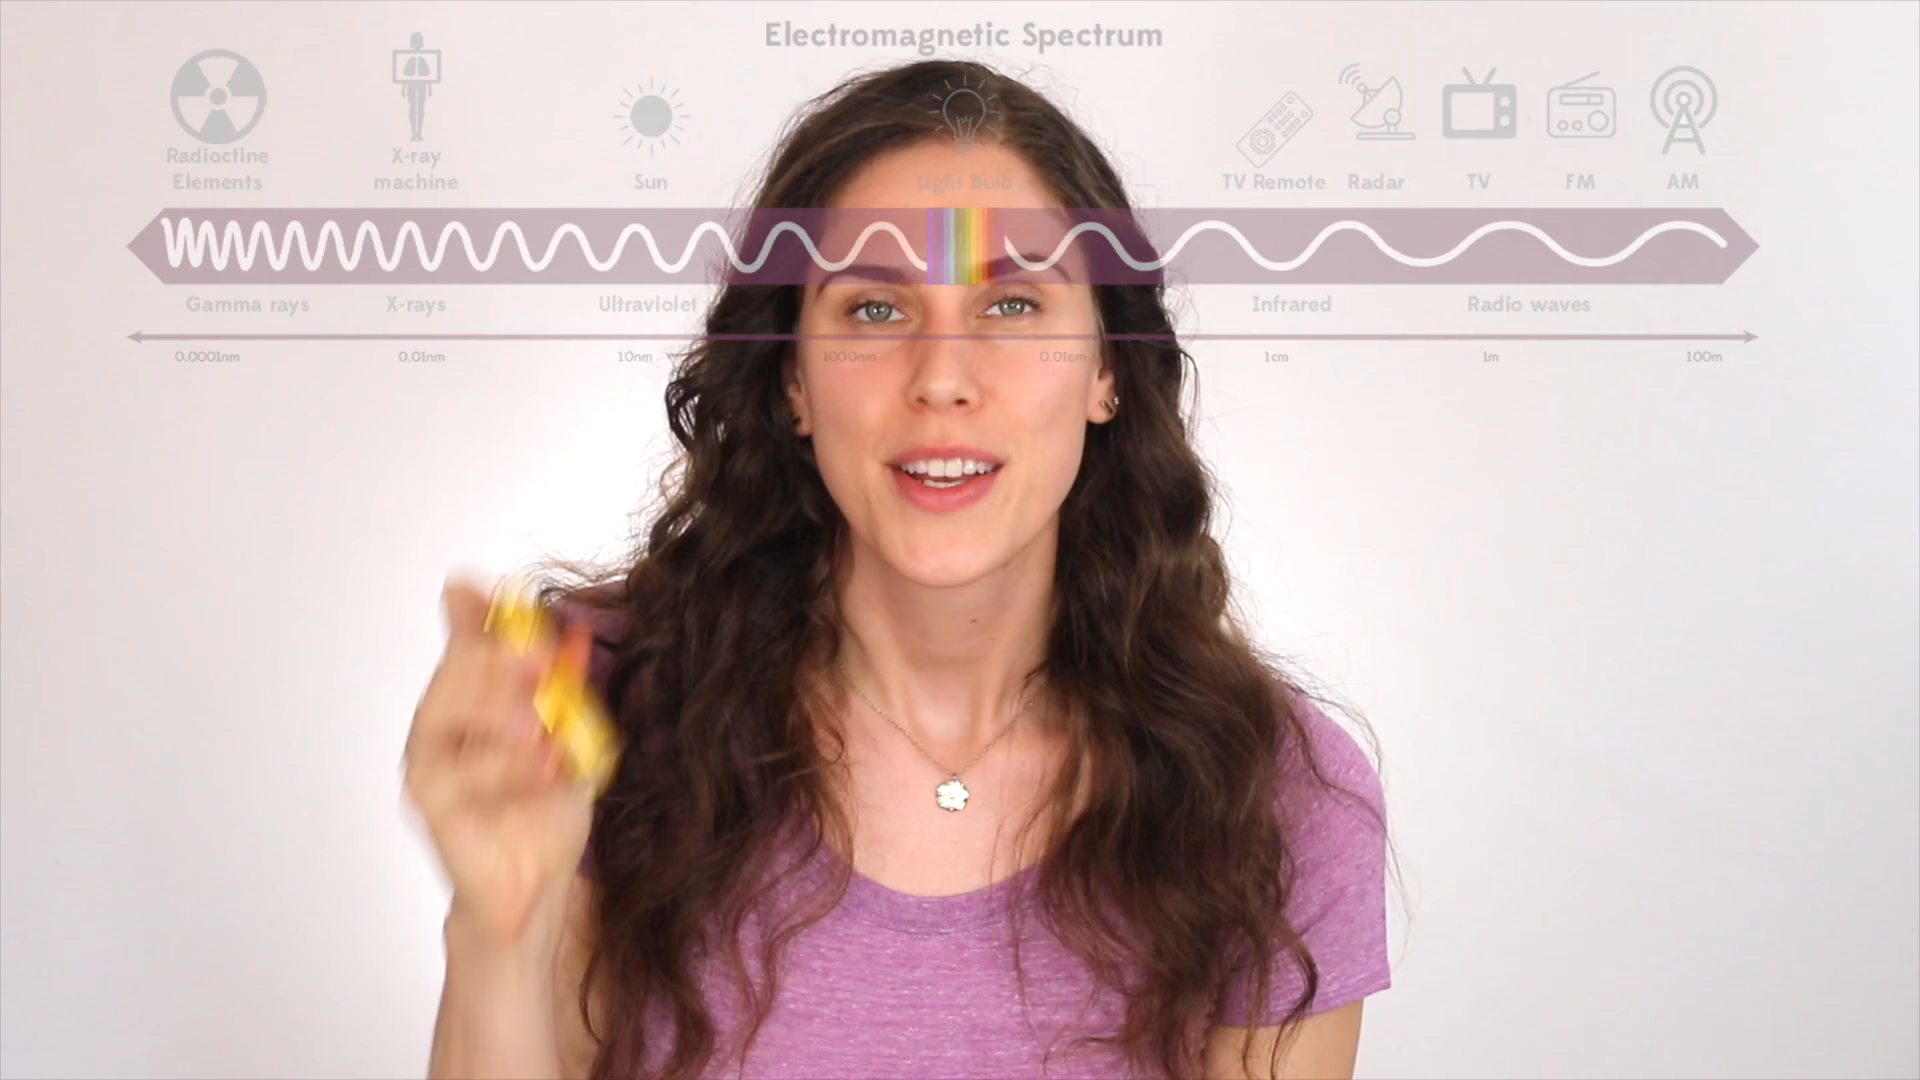 Electromagnetic Spectrum
Radioctine
Elements
X-ray
machine
Sun
Light Bulb
TV Remote
Radar
TV
FM
AM
Gamma rays
X-rays
Ultraviolet
Infrared
Radio waves
0.0001nm
0.01nm
10nm
1000nm
0.01cm
1cm
1m
100m